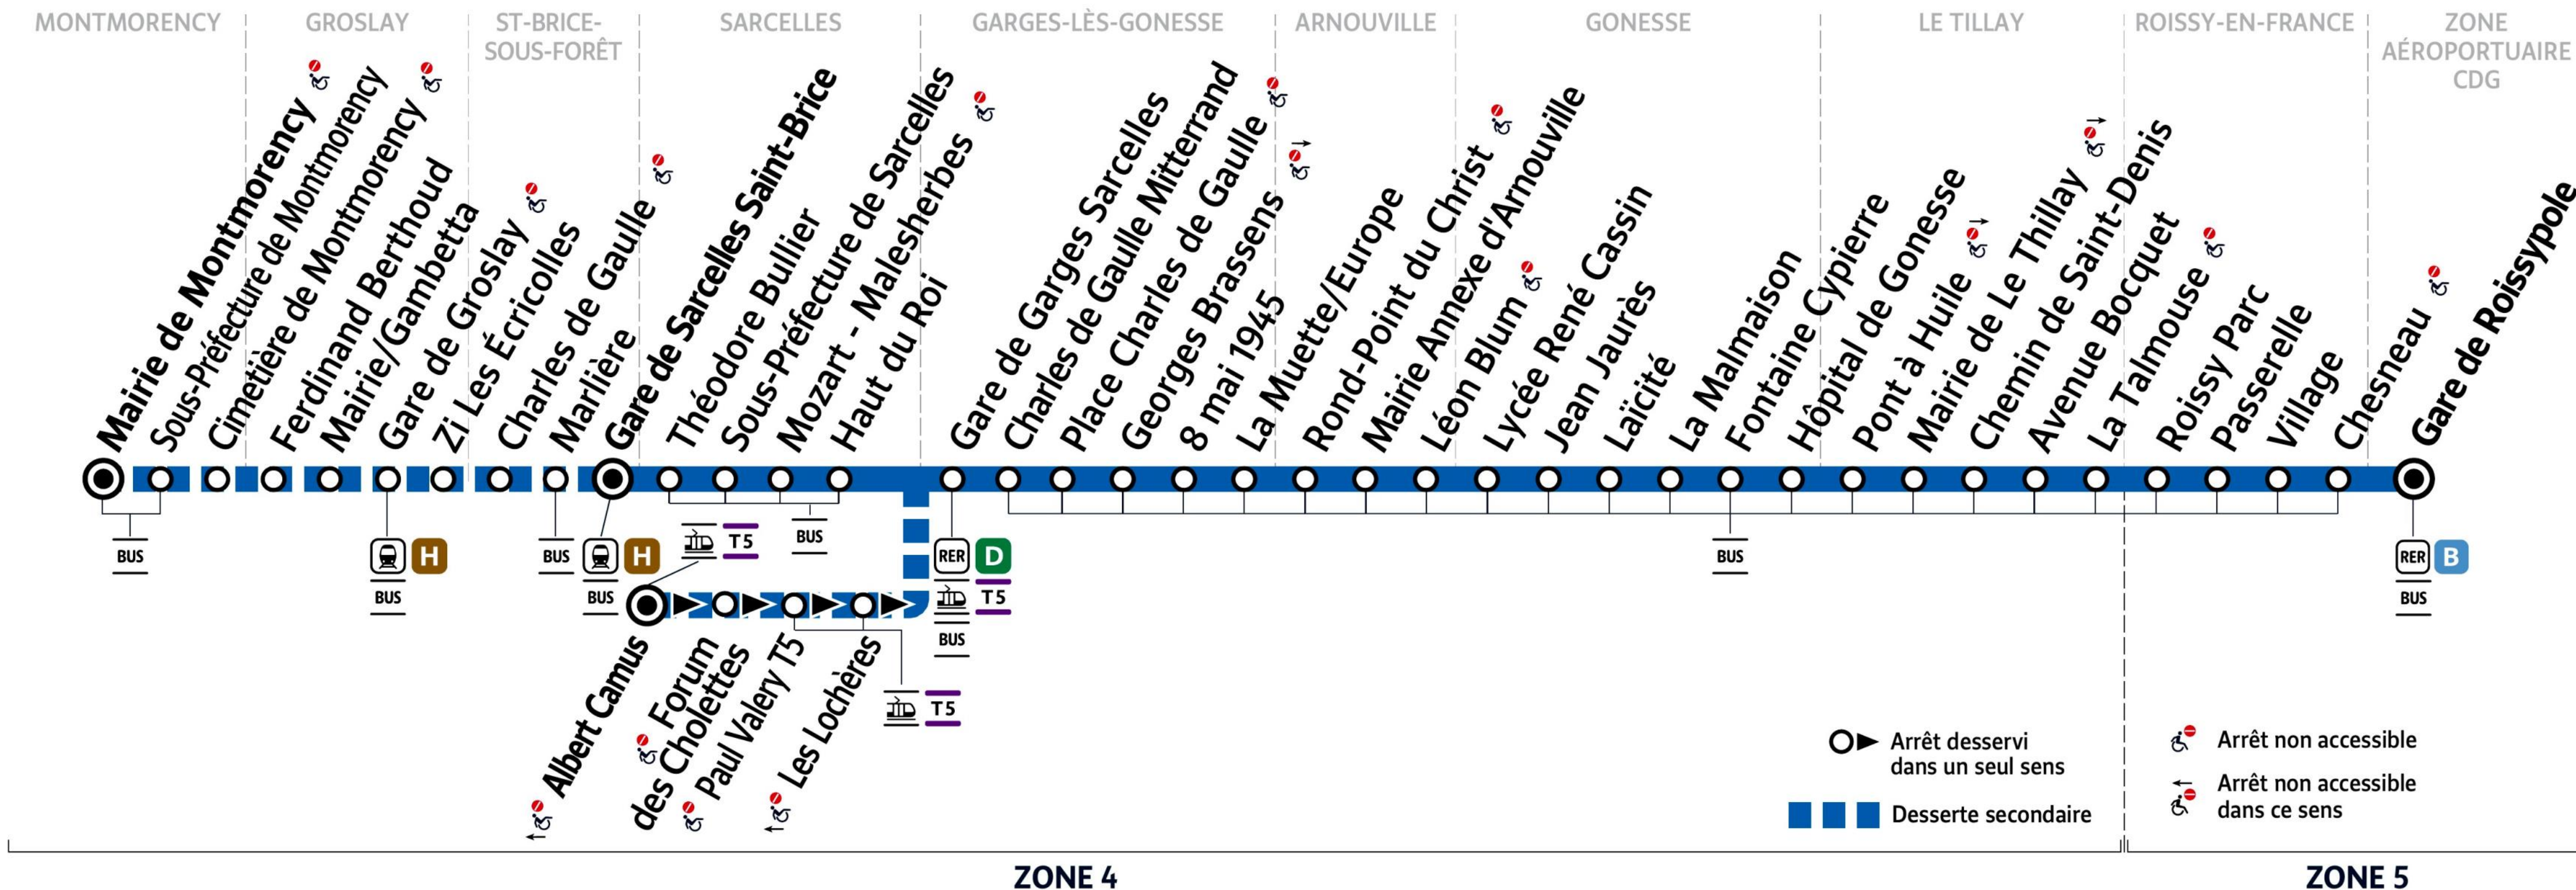 MONTMORENCY
GROSLAY
ST-BRICE-
SOUS-FORÊT
SARCELLES
GARGES-LÈS-GONESSE
ARNOUVILLE
GONESSE
LE TILLAY
ROISSY-EN-FRANCE
ZONE
AÉROPORTUAIRE
CDG
Mairie de Montmorency
Sous-Préfecture de Montmorency
Cimetière de Montmorency
Ferdinand Berthoud
Mairie/Gambetta
Gare de Groslay
Zi Les Écricolles
Charles de Gaulle
Marlière
Gare de Sarcelles Saint-Brice
Théodore Bullier
Sous-Préfecture de Sarcelles
Mozart - Malesherbes
Haut du Roi
Gare de Garges Sarcelles
Charles de Gaulle Mitterrand
Place Charles de Gaulle
Georges Brassens
8 mai 1945
La Muette/Europe
Rond-Point du Christ
Mairie Annexe d'Arnouville
Léon Blum
Lycée René Cassin
Jean Jaurès
Laïcité
La Malmaison
Fontaine Cypierre
Hôpital de Gonesse
Pont à Huile
Mairie de Le Thillay
Chemin de Saint-Denis
Avenue Bocquet
La Talmouse
Roissy Parc
Passerelle
Village
Chesneau
Gare de Roissypole
BUS
H
BUS
BUS
H
BUS
T5
BUS
RER D
T5
BUS
BUS
RER B
BUS
Albert Camus
Forum
des Cholettes
Paul Valery T5
Les Lochères
T5
Arrêt desservi
dans un seul sens
Desserte secondaire
Arrêt non accessible
Arrêt non accessible
dans ce sens
ZONE 4
ZONE 5